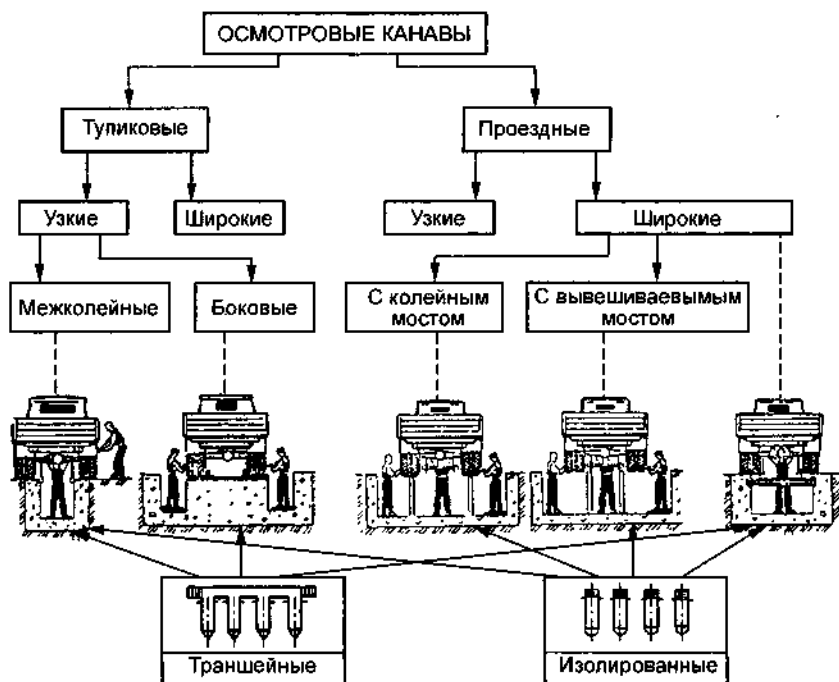 ОСМОТРОВЫЕ КАНАВЫ
Тупиковые
Проездные
Узкие
Широкие
Узкие
Широкие
Межколейные
Боковые
С колейным
мостом
С вывешиваевымым
мостом
Траншейные
Изолированные